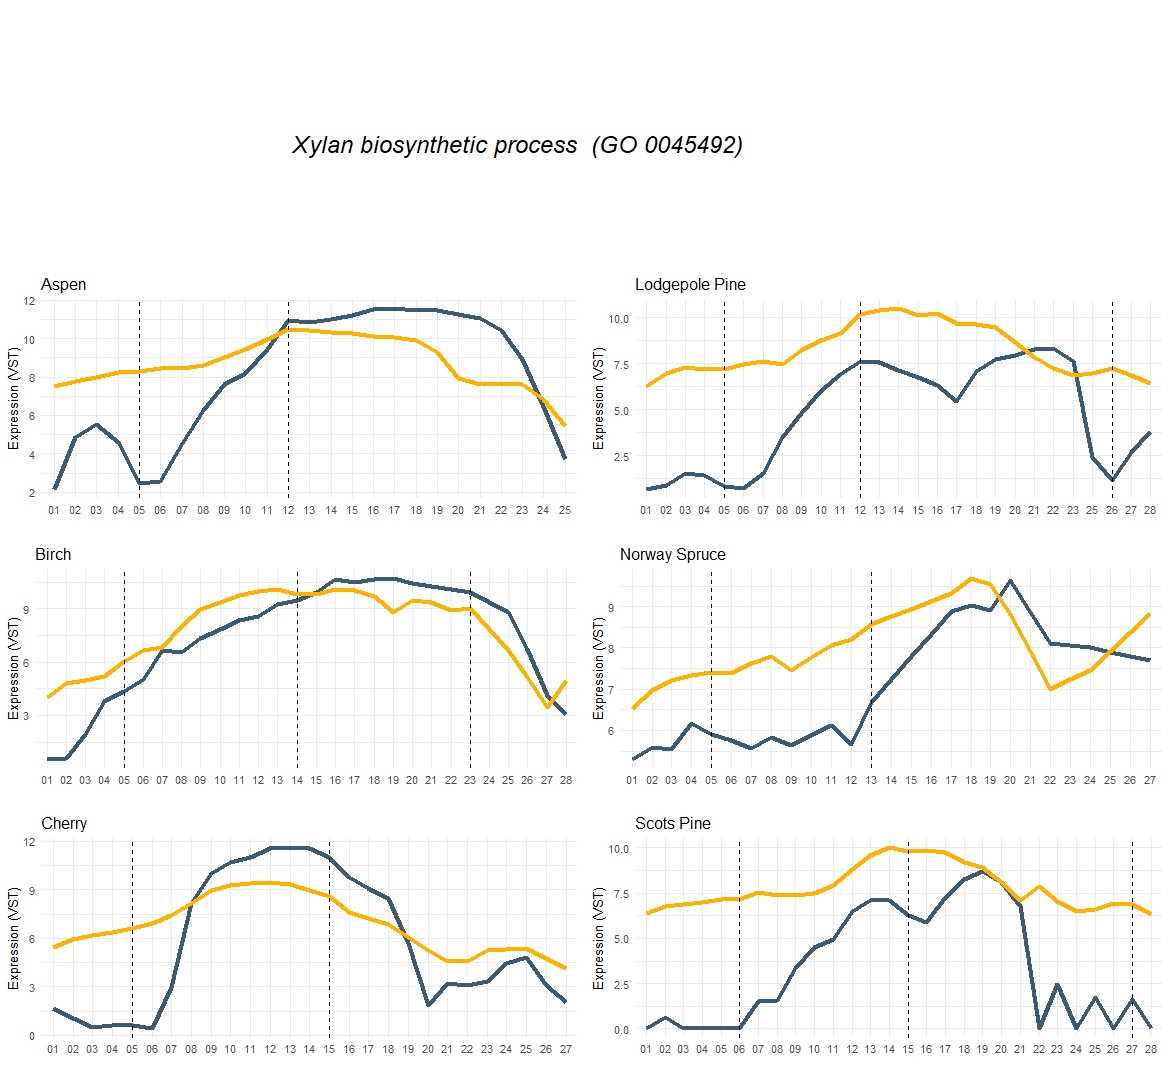 Xylan biosynthetic process (GO 0045492)
Aspen
Expression (VST)
12
10
8
6
4
2
01 02 03 04 05 06 07 08 09 10 11 12 13 14 15 16 17 18 19 20 21 22 23 24 25
Lodgepole Pine
Expression (VST)
10.0
7.5
5.0
2.5
01 02 03 04 05 06 07 08 09 10 11 12 13 14 15 16 17 18 19 20 21 22 23 24 25 26 27 28
Birch
Expression (VST)
9
6
3
01 02 03 04 05 06 07 08 09 10 11 12 13 14 15 16 17 18 19 20 21 22 23 24 25 26 27 28
Norway Spruce
Expression (VST)
9
8
7
6
01 02 03 04 05 06 07 08 09 10 11 12 13 14 15 16 17 18 19 20 21 22 23 24 25 26 27
Cherry
Expression (VST)
12
9
6
3
0
01 02 03 04 05 06 07 08 09 10 11 12 13 14 15 16 17 18 19 20 21 22 23 24 25 26 27
Scots Pine
Expression (VST)
10.0
7.5
5.0
2.5
0.0
01 02 03 04 05 06 07 08 09 10 11 12 13 14 15 16 17 18 19 20 21 22 23 24 25 26 27 28